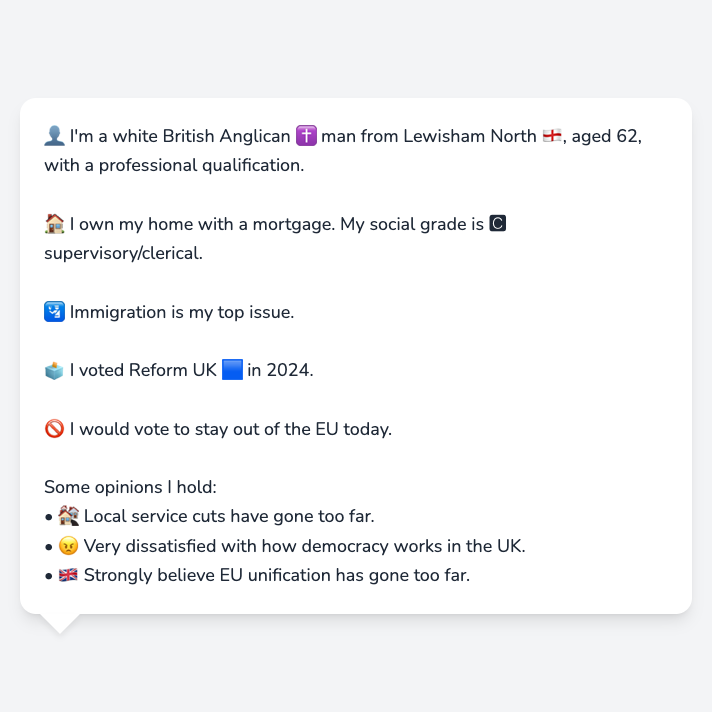 👤 I'm a white British Anglican ✝️ man from Lewisham North 🏴󠁧󠁢󠁥󠁮󠁧󠁿, aged 62,
with a professional qualification.
🏠 I own my home with a mortgage. My social grade is 🅲
supervisory/clerical.
🛂 Immigration is my top issue.
🗳️ I voted Reform UK 🟦 in 2024.
🚫 I would vote to stay out of the EU today.
Some opinions I hold:
• 🏚️ Local service cuts have gone too far.
• 😠 Very dissatisfied with how democracy works in the UK.
• 🇬🇧 Strongly believe EU unification has gone too far.